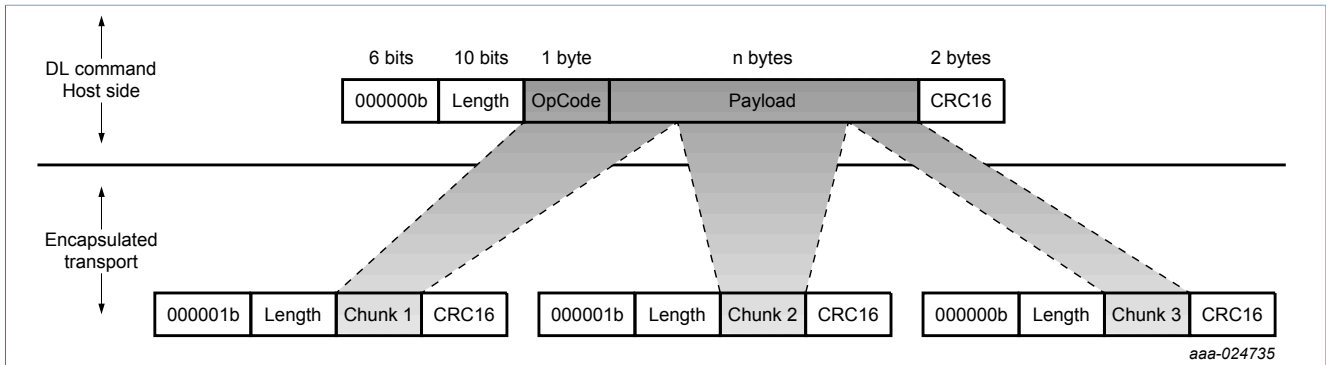 6 bits 10 bits 1 byte n bytes 2 bytes
DL command
Host side
000000b Length OpCode Payload CRC16
Encapsulated
transport
000001b Length Chunk 1 CRC16 000001b Length Chunk 2 CRC16 000000b Length Chunk 3 CRC16
aaa-024735